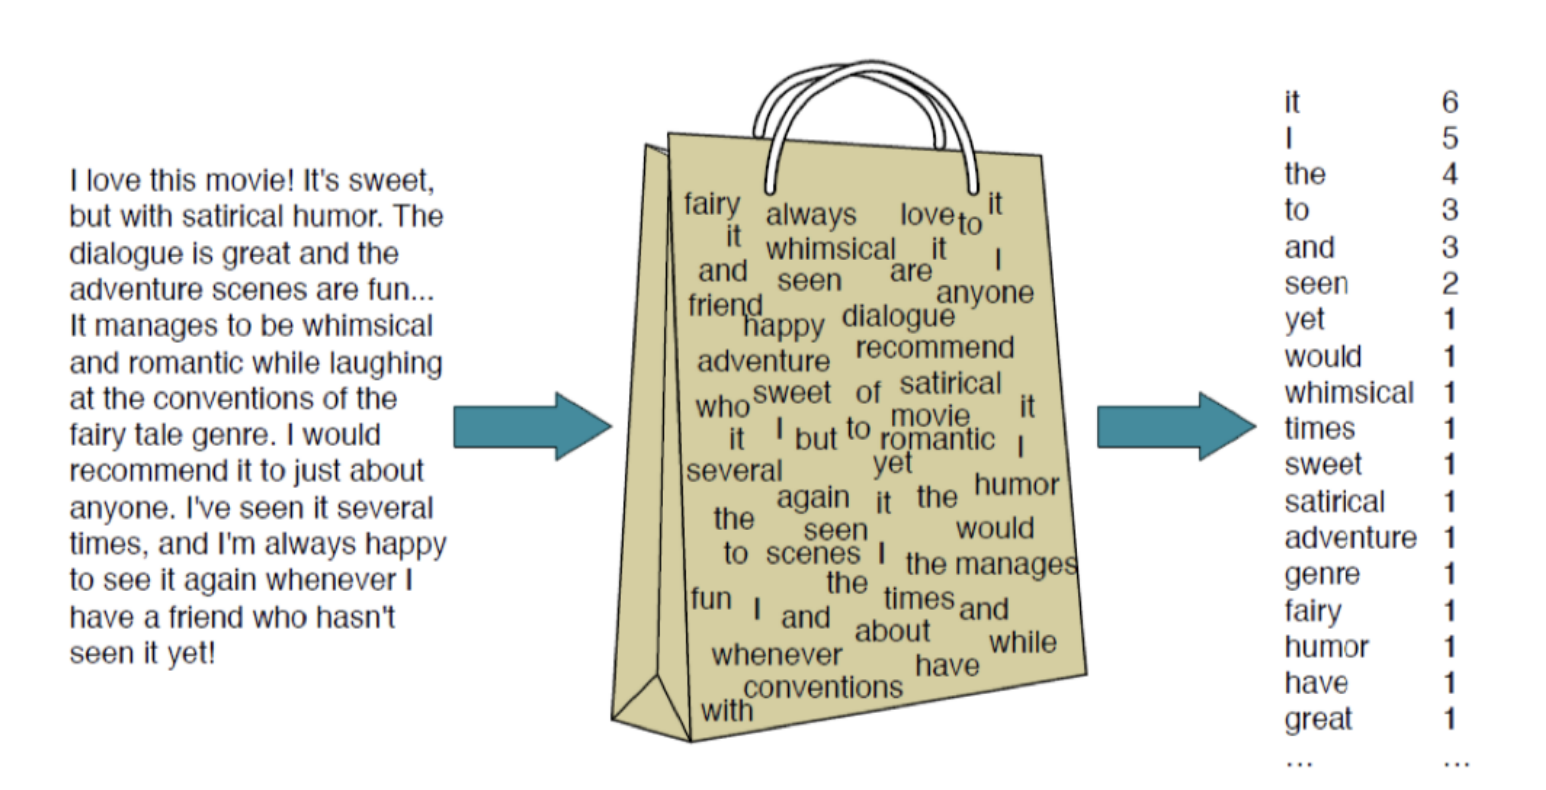 I love this movie! It's sweet,
but with satirical humor. The
dialogue is great and the
adventure scenes are fun...
It manages to be whimsical
and romantic while laughing
at the conventions of the
fairy tale genre. I would
recommend it to just about
anyone. I've seen it several
times, and I'm always happy
to see it again whenever I
have a friend who hasn't
seen it yet!
fairy always love to it
it whimsical it I
and seen are anyone
friend happy dialogue
adventure recommend
who sweet of satirical
it I but to movie it
romantic I
several yet
again it the humor
the seen would
to scenes I the manages
fun I and the times and
about while
whenever have
conventions
with
it 6
I 5
the 4
to 3
and 3
seen 2
yet 1
would 1
whimsical 1
times 1
sweet 1
satirical 1
adventure 1
genre 1
fairy 1
humor 1
have 1
great 1
... ...